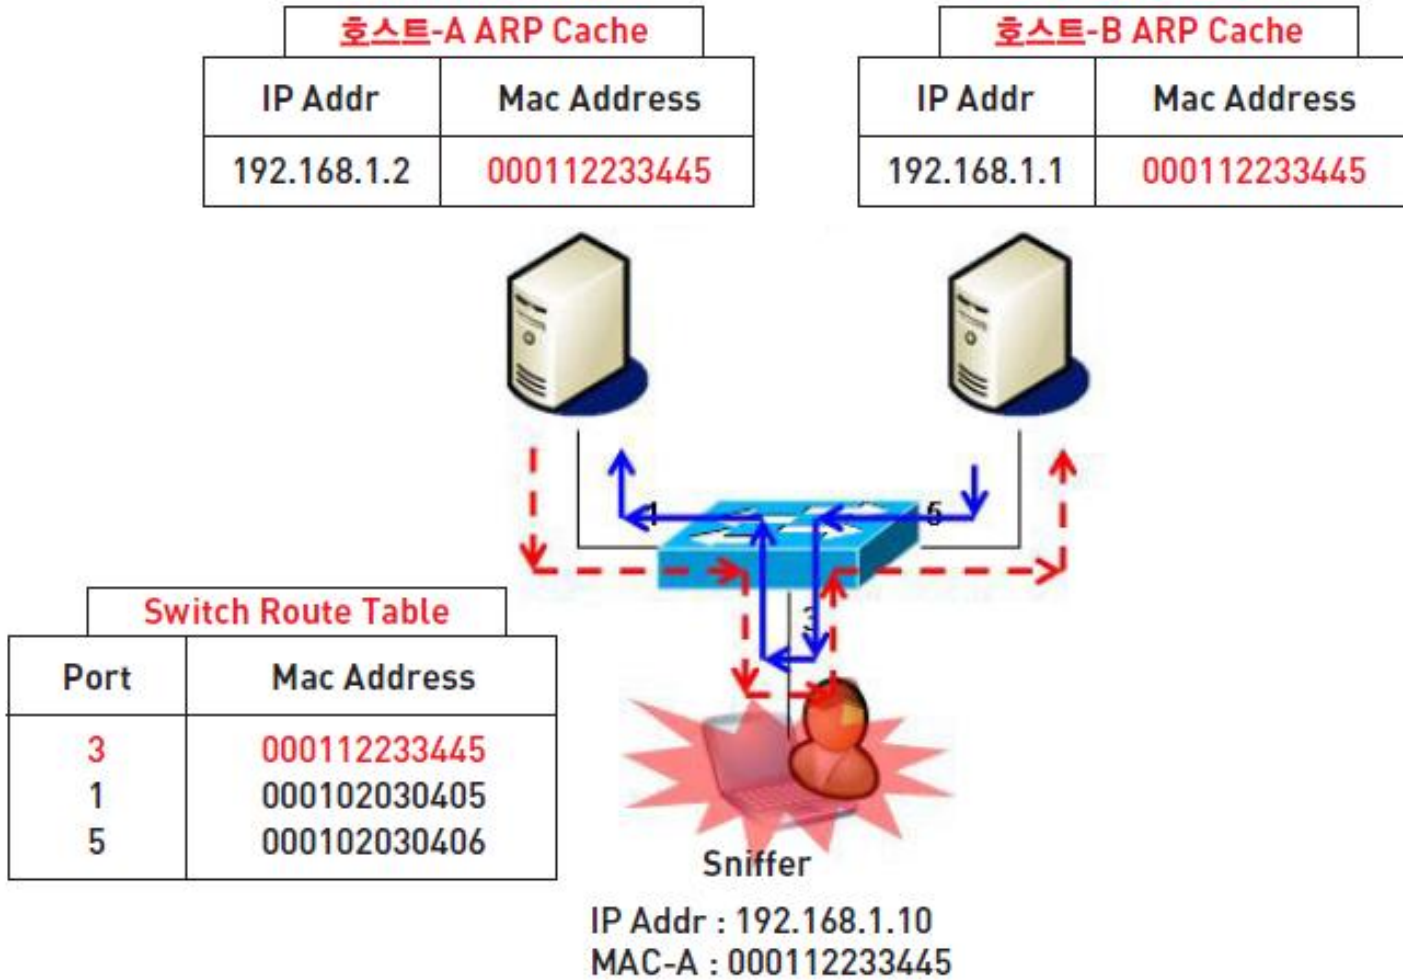 호스트-A ARP Cache
IP Addr Mac Address
192.168.1.2 000112233445
호스트-B ARP Cache
IP Addr Mac Address
192.168.1.1 000112233445
1
5
3
Switch Route Table
Port Mac Address
3 000112233445
1 000102030405
5 000102030406
Sniffer
IP Addr : 192.168.1.10
MAC-A : 000112233445